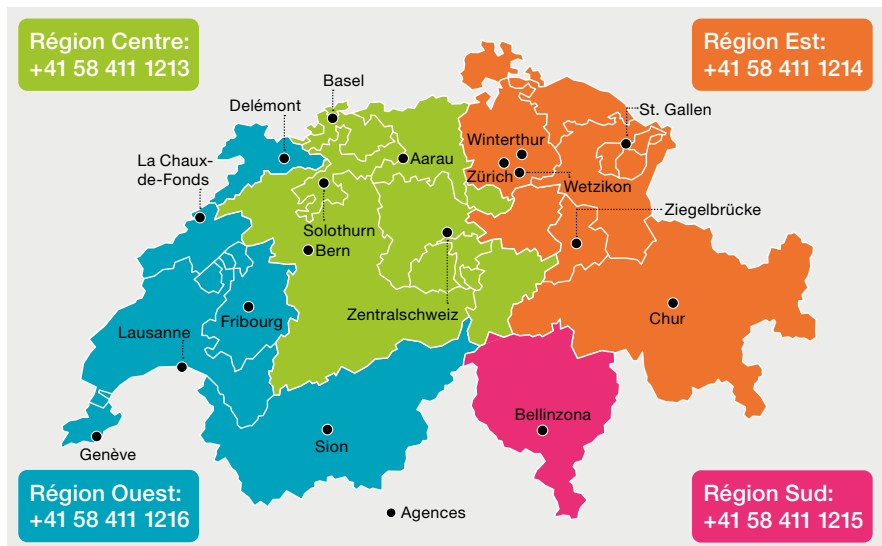 Région Centre:
+41 58 411 1213
Région Est:
+41 58 411 1214
Basel
Delémont
St. Gallen
Winterthur
Aarau
La Chaux-
de-Fonds
Zürich
Wetzikon
Ziegelbrücke
Solothurn
Bern
Zentralschweiz
Fribourg
Chur
Lausanne
Bellinzona
Sion
Genève
Région Ouest:
+41 58 411 1216
Agences
Région Sud:
+41 58 411 1215